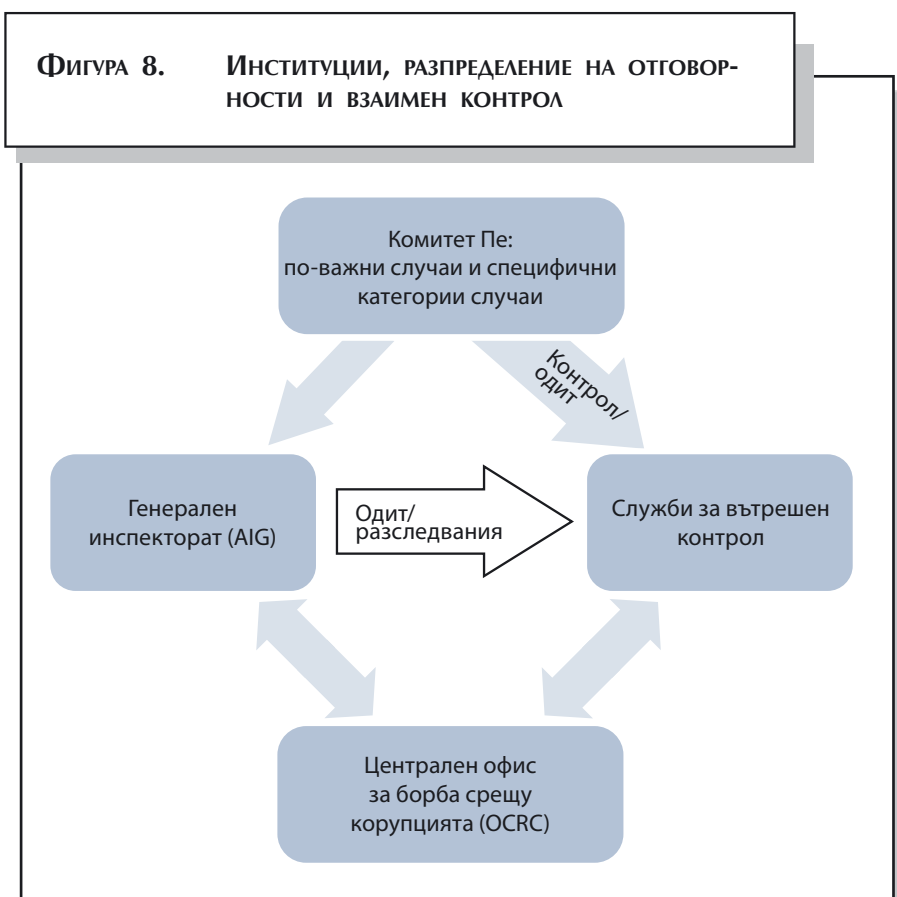 Фигура 8. Институции, разпределение на отговор-
ности и взаимен контрол
Комитет Пе:
по-важни случаи и специфични
категории случаи
Контрол/
одит
Генерален
инспекторат (AIG)
Одит/
разследвания
Служби за вътрешен
контрол
Централен офис
за борба срещу
корупцията (OCRC)